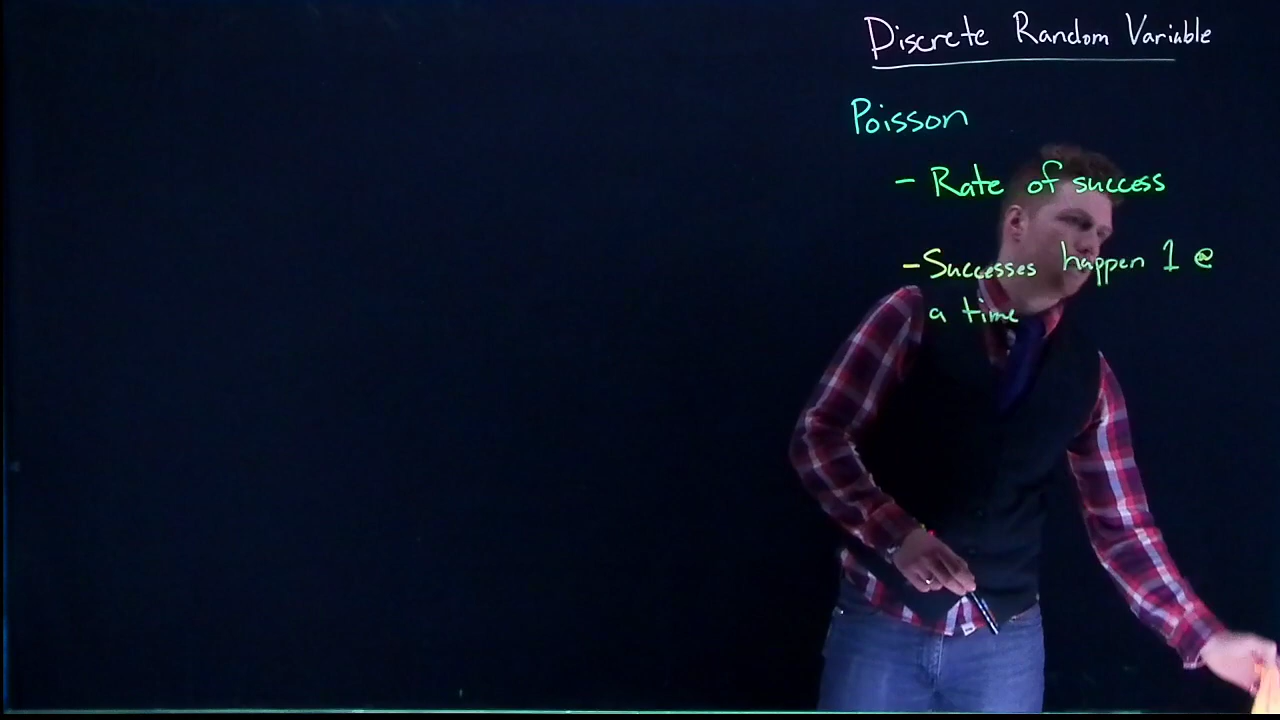 Discrete Random Variable
Poisson
- Rate of success
- Successes happen 1 @
a time